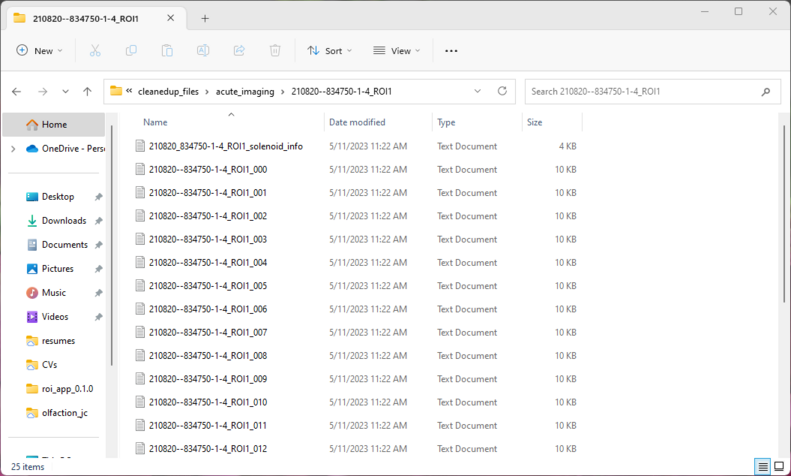 210820--834750-1-4_ROI1
New
Sort
View
cleanedup_files > acute_imaging > 210820--834750-1-4_ROI1
Search 210820--834750-1-4_ROI1
Home
OneDrive - Perso
Desktop
Downloads
Documents
Pictures
Music
Videos
resumes
CVs
roi_app_0.1.0
olfaction_jc
Name Date modified Type Size
210820_834750-1-4_ROI1_solenoid_info 5/11/2023 11:22 AM Text Document 4 KB
210820--834750-1-4_ROI1_000 5/11/2023 11:22 AM Text Document 10 KB
210820--834750-1-4_ROI1_001 5/11/2023 11:22 AM Text Document 10 KB
210820--834750-1-4_ROI1_002 5/11/2023 11:22 AM Text Document 10 KB
210820--834750-1-4_ROI1_003 5/11/2023 11:22 AM Text Document 10 KB
210820--834750-1-4_ROI1_004 5/11/2023 11:22 AM Text Document 10 KB
210820--834750-1-4_ROI1_005 5/11/2023 11:22 AM Text Document 10 KB
210820--834750-1-4_ROI1_006 5/11/2023 11:22 AM Text Document 10 KB
210820--834750-1-4_ROI1_007 5/11/2023 11:22 AM Text Document 10 KB
210820--834750-1-4_ROI1_008 5/11/2023 11:22 AM Text Document 10 KB
210820--834750-1-4_ROI1_009 5/11/2023 11:22 AM Text Document 10 KB
210820--834750-1-4_ROI1_010 5/11/2023 11:22 AM Text Document 10 KB
210820--834750-1-4_ROI1_011 5/11/2023 11:22 AM Text Document 10 KB
210820--834750-1-4_ROI1_012 5/11/2023 11:22 AM Text Document 10 KB
25 items